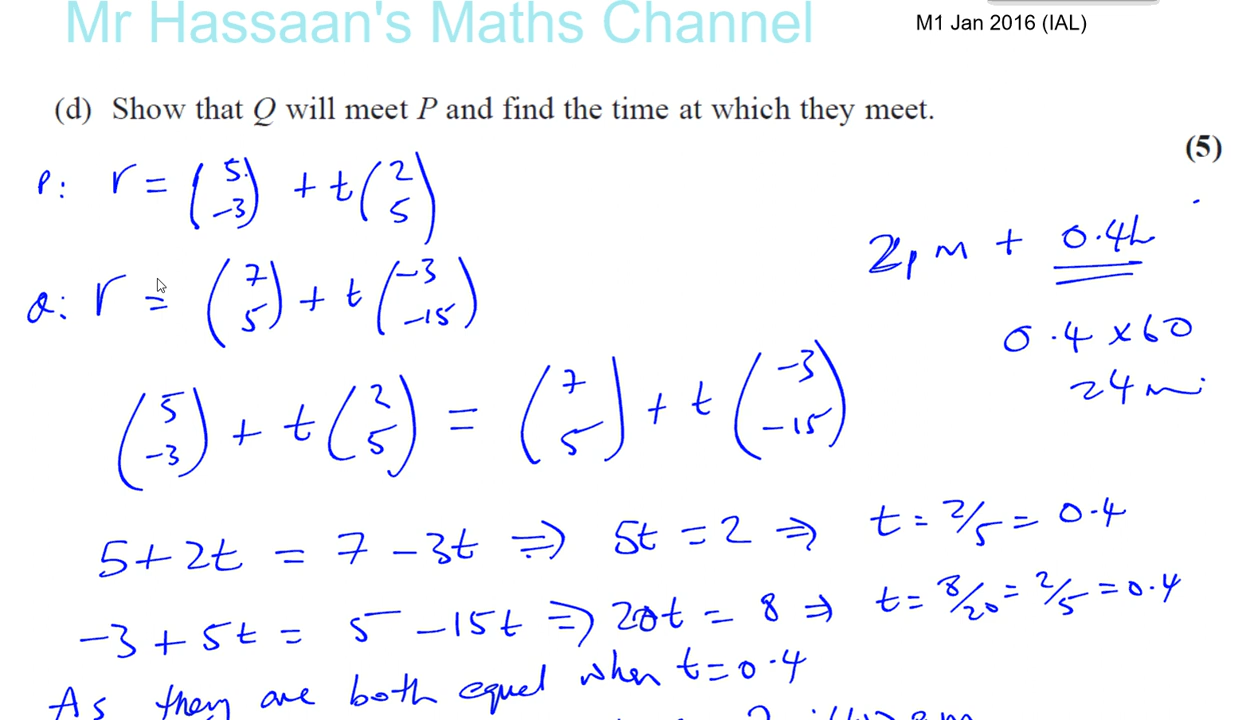 Mr Hassaan's Maths Channel
M1 Jan 2016 (IAL)
(d) Show that Q will meet P and find the time at which they meet.
(5)
P: r = (5 -3) + t(2 5)
Q: r = (7 5) + t(-3 -15)
2pm + 0.4h
0.4 x 60
24 mi
(5 -3) + t(2 5) = (7 5) + t(-3 -15)
5 + 2t = 7 - 3t ⇒ 5t = 2 ⇒ t = 2/5 = 0.4
-3 + 5t = 5 - 15t ⇒ 20t = 8 ⇒ t = 8/20 = 2/5 = 0.4
As they are both equal when t = 0.4